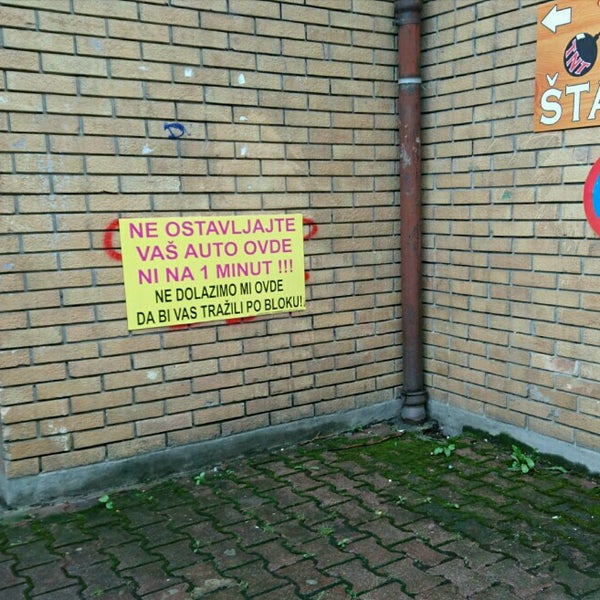 NE OSTAVLJAJTE
VAŠ AUTO OVDE
NI NA 1 MINUT !!!
NE DOLAZIMO MI OVDE
DA BI VAS TRAŽILI PO BLOKU!
TNT
ŠTA